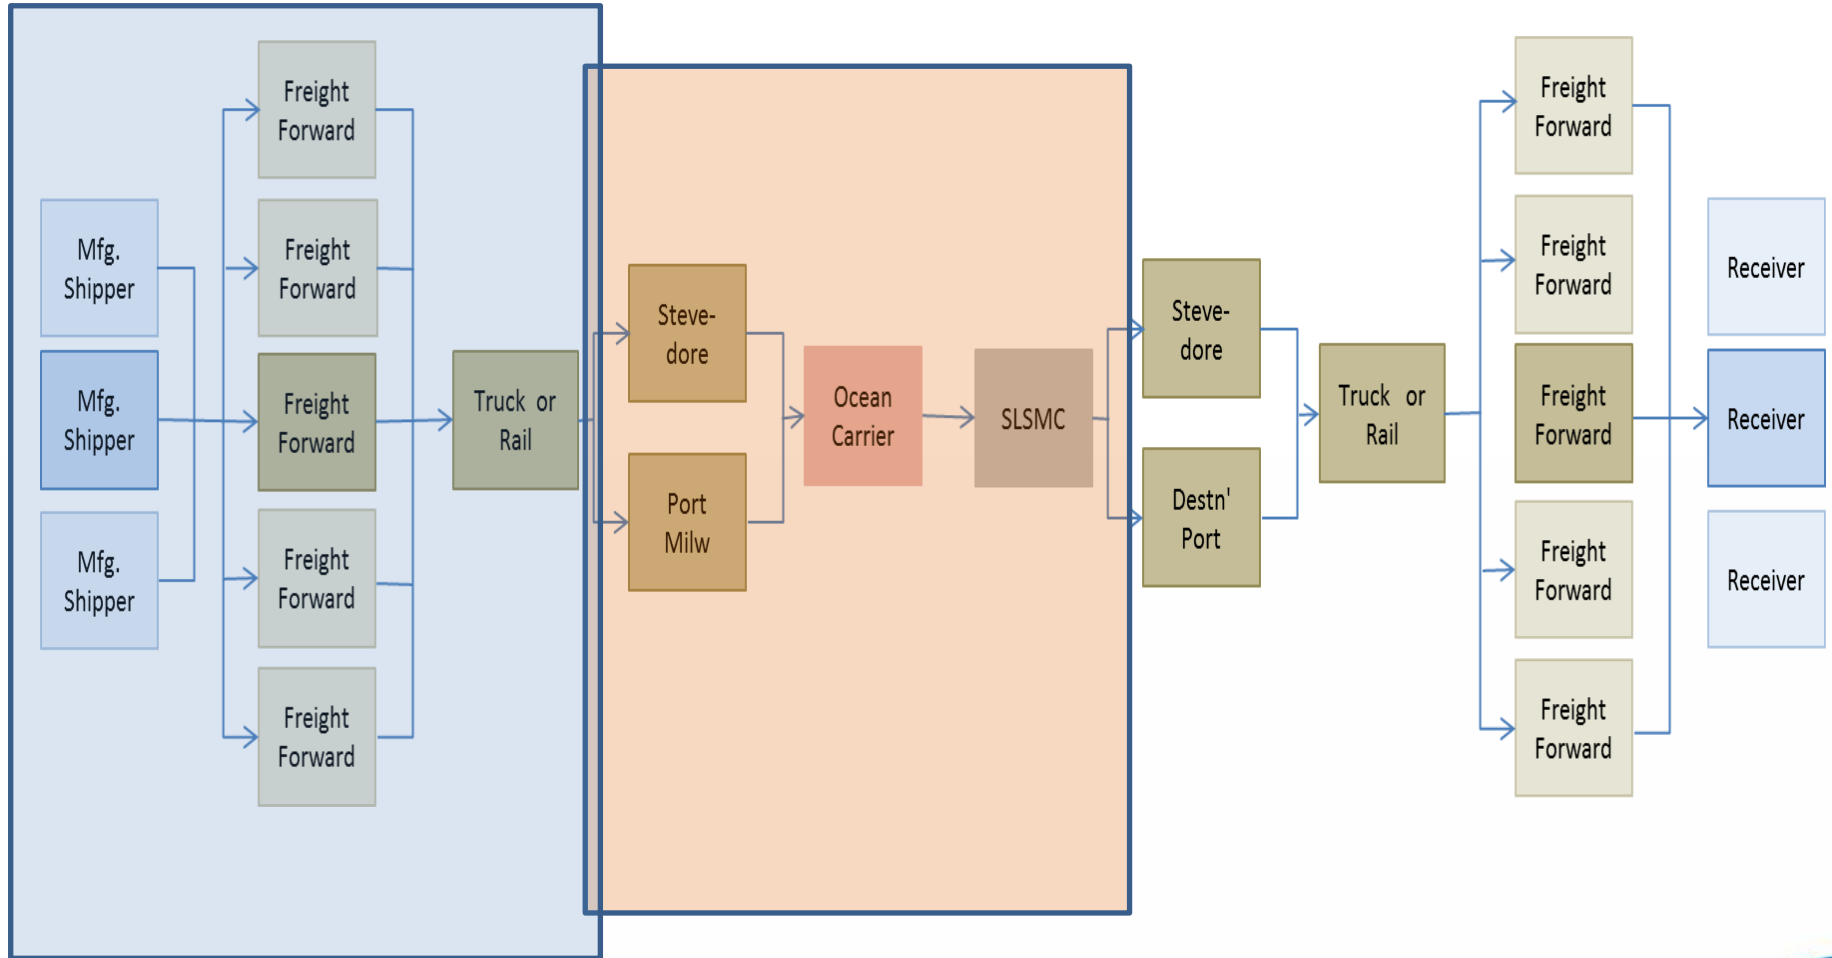 Freight
Forward
Freight
Forward
Freight
Forward
Freight
Forward
Freight
Forward
Mfg.
Shipper
Mfg.
Shipper
Mfg.
Shipper
Truck or
Rail
Steve-
dore
Port
Milw
Ocean
Carrier
SLSMC
Steve-
dore
Destn'
Port
Truck or
Rail
Freight
Forward
Freight
Forward
Freight
Forward
Freight
Forward
Freight
Forward
Receiver
Receiver
Receiver